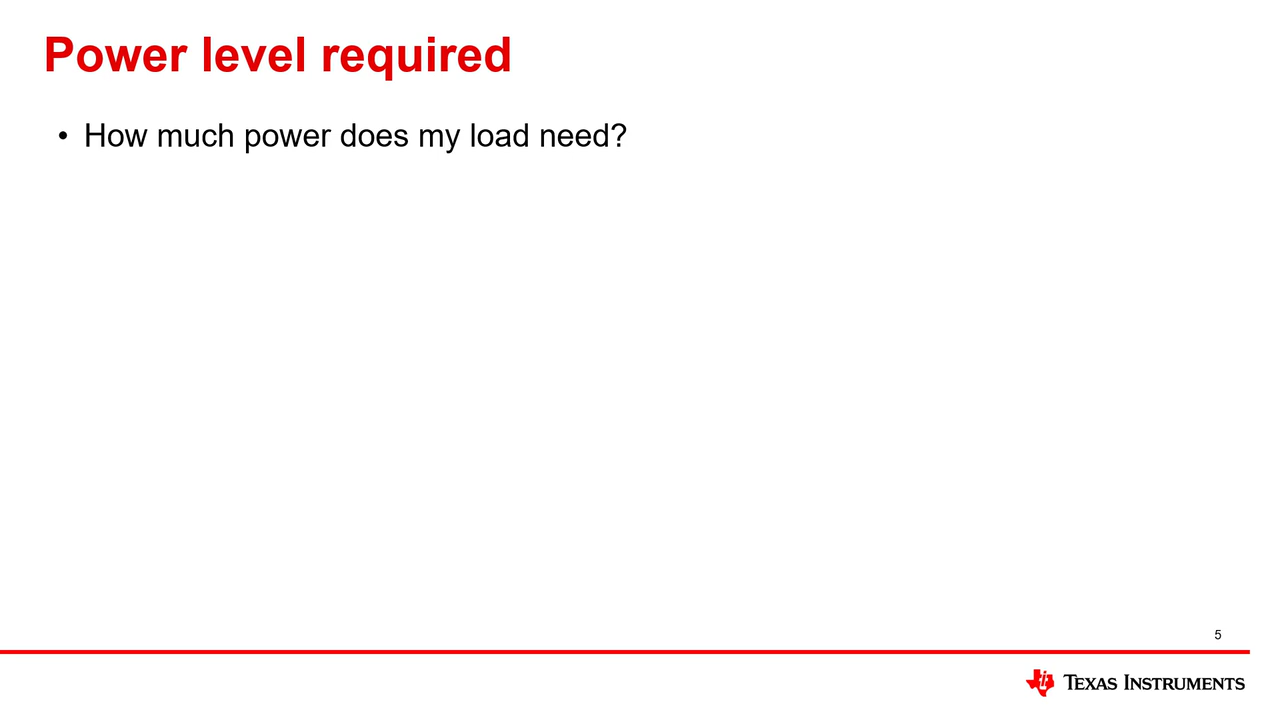 Power level required
• How much power does my load need?
5
TEXAS INSTRUMENTS